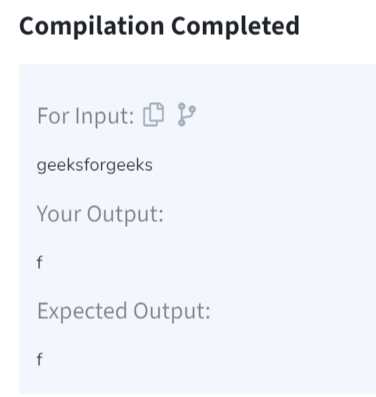 Compilation Completed
For Input:
geeksforgeeks
Your Output:
f
Expected Output:
f